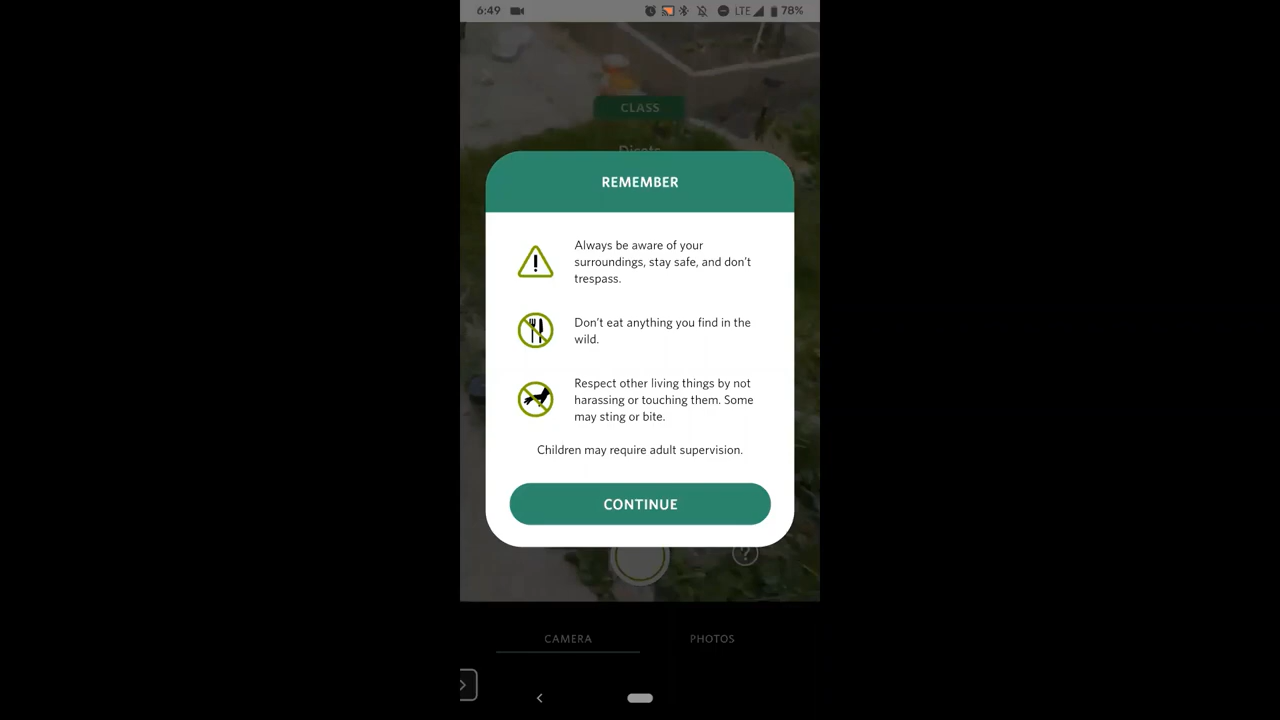 6:49 LTE 78%
CLASS
Dicots
REMEMBER
Always be aware of your
surroundings, stay safe, and don't
trespass.
Don't eat anything you find in the
wild.
Respect other living things by not
harassing or touching them. Some
may sting or bite.
Children may require adult supervision.
CONTINUE
?
CAMERA PHOTOS